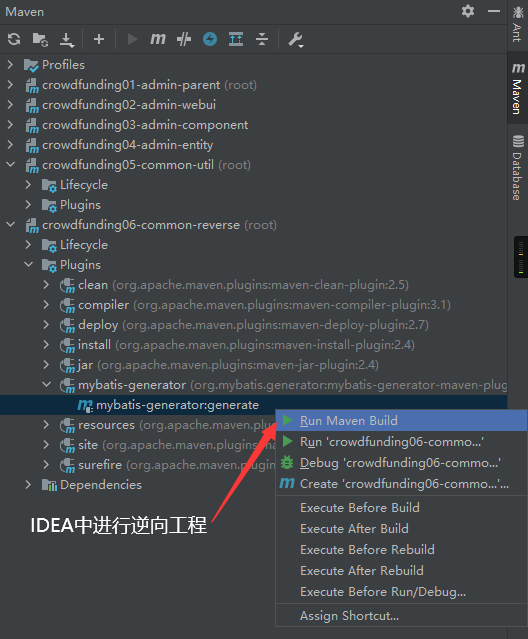 Maven
Profiles
crowdfunding01-admin-parent (root)
crowdfunding02-admin-webui
crowdfunding03-admin-component
crowdfunding04-admin-entity
crowdfunding05-common-util (root)
Lifecycle
Plugins
crowdfunding06-common-reverse (root)
Lifecycle
Plugins
clean (org.apache.maven.plugins:maven-clean-plugin:2.5)
compiler (org.apache.maven.plugins:maven-compiler-plugin:3.1)
deploy (org.apache.maven.plugins:maven-deploy-plugin:2.7)
install (org.apache.maven.plugins:maven-install-plugin:2.4)
jar (org.apache.maven.plugins:maven-jar-plugin:2.4)
mybatis-generator (org.mybatis.generator:mybatis-generator-maven-plug
mybatis-generator:generate
resources (org.apache.maven.plug
site (org.apache.maven.plugins:m
surefire (org.apache.maven.plugi
Dependencies
Run Maven Build
Run 'crowdfunding06-commo...'
Debug 'crowdfunding06-commo...'
Create 'crowdfunding06-commo...'...
Execute Before Build
Execute After Build
Execute Before Rebuild
Execute After Rebuild
Execute Before Run/Debug...
Assign Shortcut...
IDEA中进行逆向工程
Ant
Maven
Database